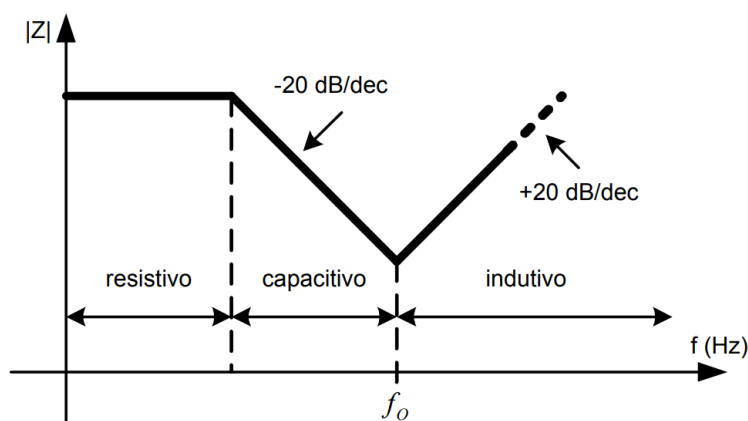 |Z|
-20 dB/dec
+20 dB/dec
resistivo
capacitivo
indutivo
f (Hz)
fo